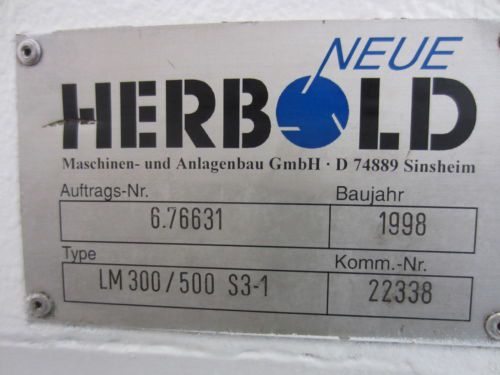 NEUE
HERBOLD
Maschinen- und Anlagenbau GmbH · D 74889 Sinsheim
Auftrags-Nr. Baujahr
6.76631 1998
Type Komm.-Nr.
LM 300/500 S3-1 22338